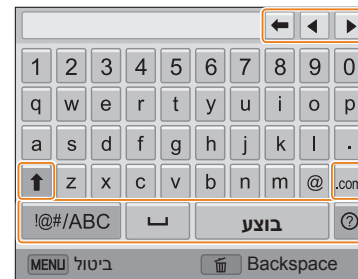 1 2 3 4 5 6 7 8 9 0
q w e r t y u i o p
a s d f g h j k l .
z x c v b n m @ .com
!@#/ABC בוצע ?
MENU ביטול Backspace